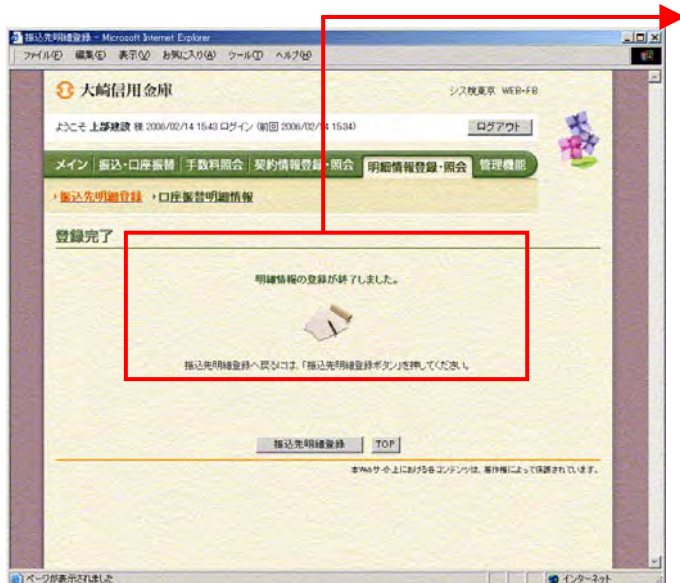 振込先明細登録 - Microsoft Internet Explorer
ファイル(F) 編集(E) 表示(V) お気に入り(A) ツール(T) ヘルプ(H)
大崎信用金庫
シス検東京 WEB-FB
ようこそ 上部建設 様 2006/02/14 15:43 ログイン (前回 2006/02/14 15:34)
ログアウト
メイン 振込・口座振替 手数料照会 契約情報登録・照会 明細情報登録・照会 管理機能
振込先明細登録 口座振替明細情報
登録完了
明細情報の登録が終了しました。
振込先明細登録へ戻るには、「振込先明細登録ボタン」を押してください。
振込先明細登録 TOP
本Webサイト上における各コンテンツは、著作権によって保護されています。
ページが表示されました
インターネット